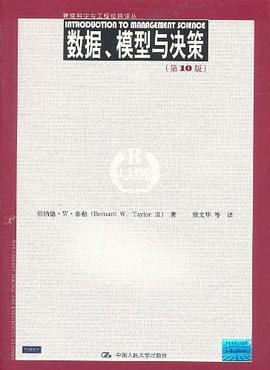 管理科学与工程经典译丛
INTRODUCTION TO MANAGEMENT SCIENCE
数据、模型与决策
(第10版)
伯纳德·W·泰勒 (Bernard W. Taylor III) 著 侯文华 等 译
PEARSON
中国人民大学出版社